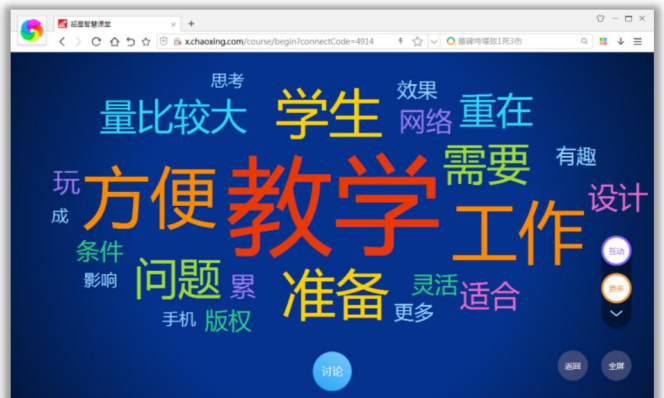 超星智慧课堂
x.chaoxing.com/course/begin?connectCode=4914
思考
效果
量比较大
学生
网络
重在
需要
有趣
玩
方便
教学
工作
设计
成
条件
互动
影响
问题
累
准备
灵活
适合
更多
更多
手机
版权
讨论
返回
全屏